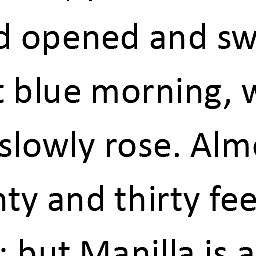 opened and sw
blue morning, w
slowly rose. Alm
nty and thirty fee
; but Manilla is a